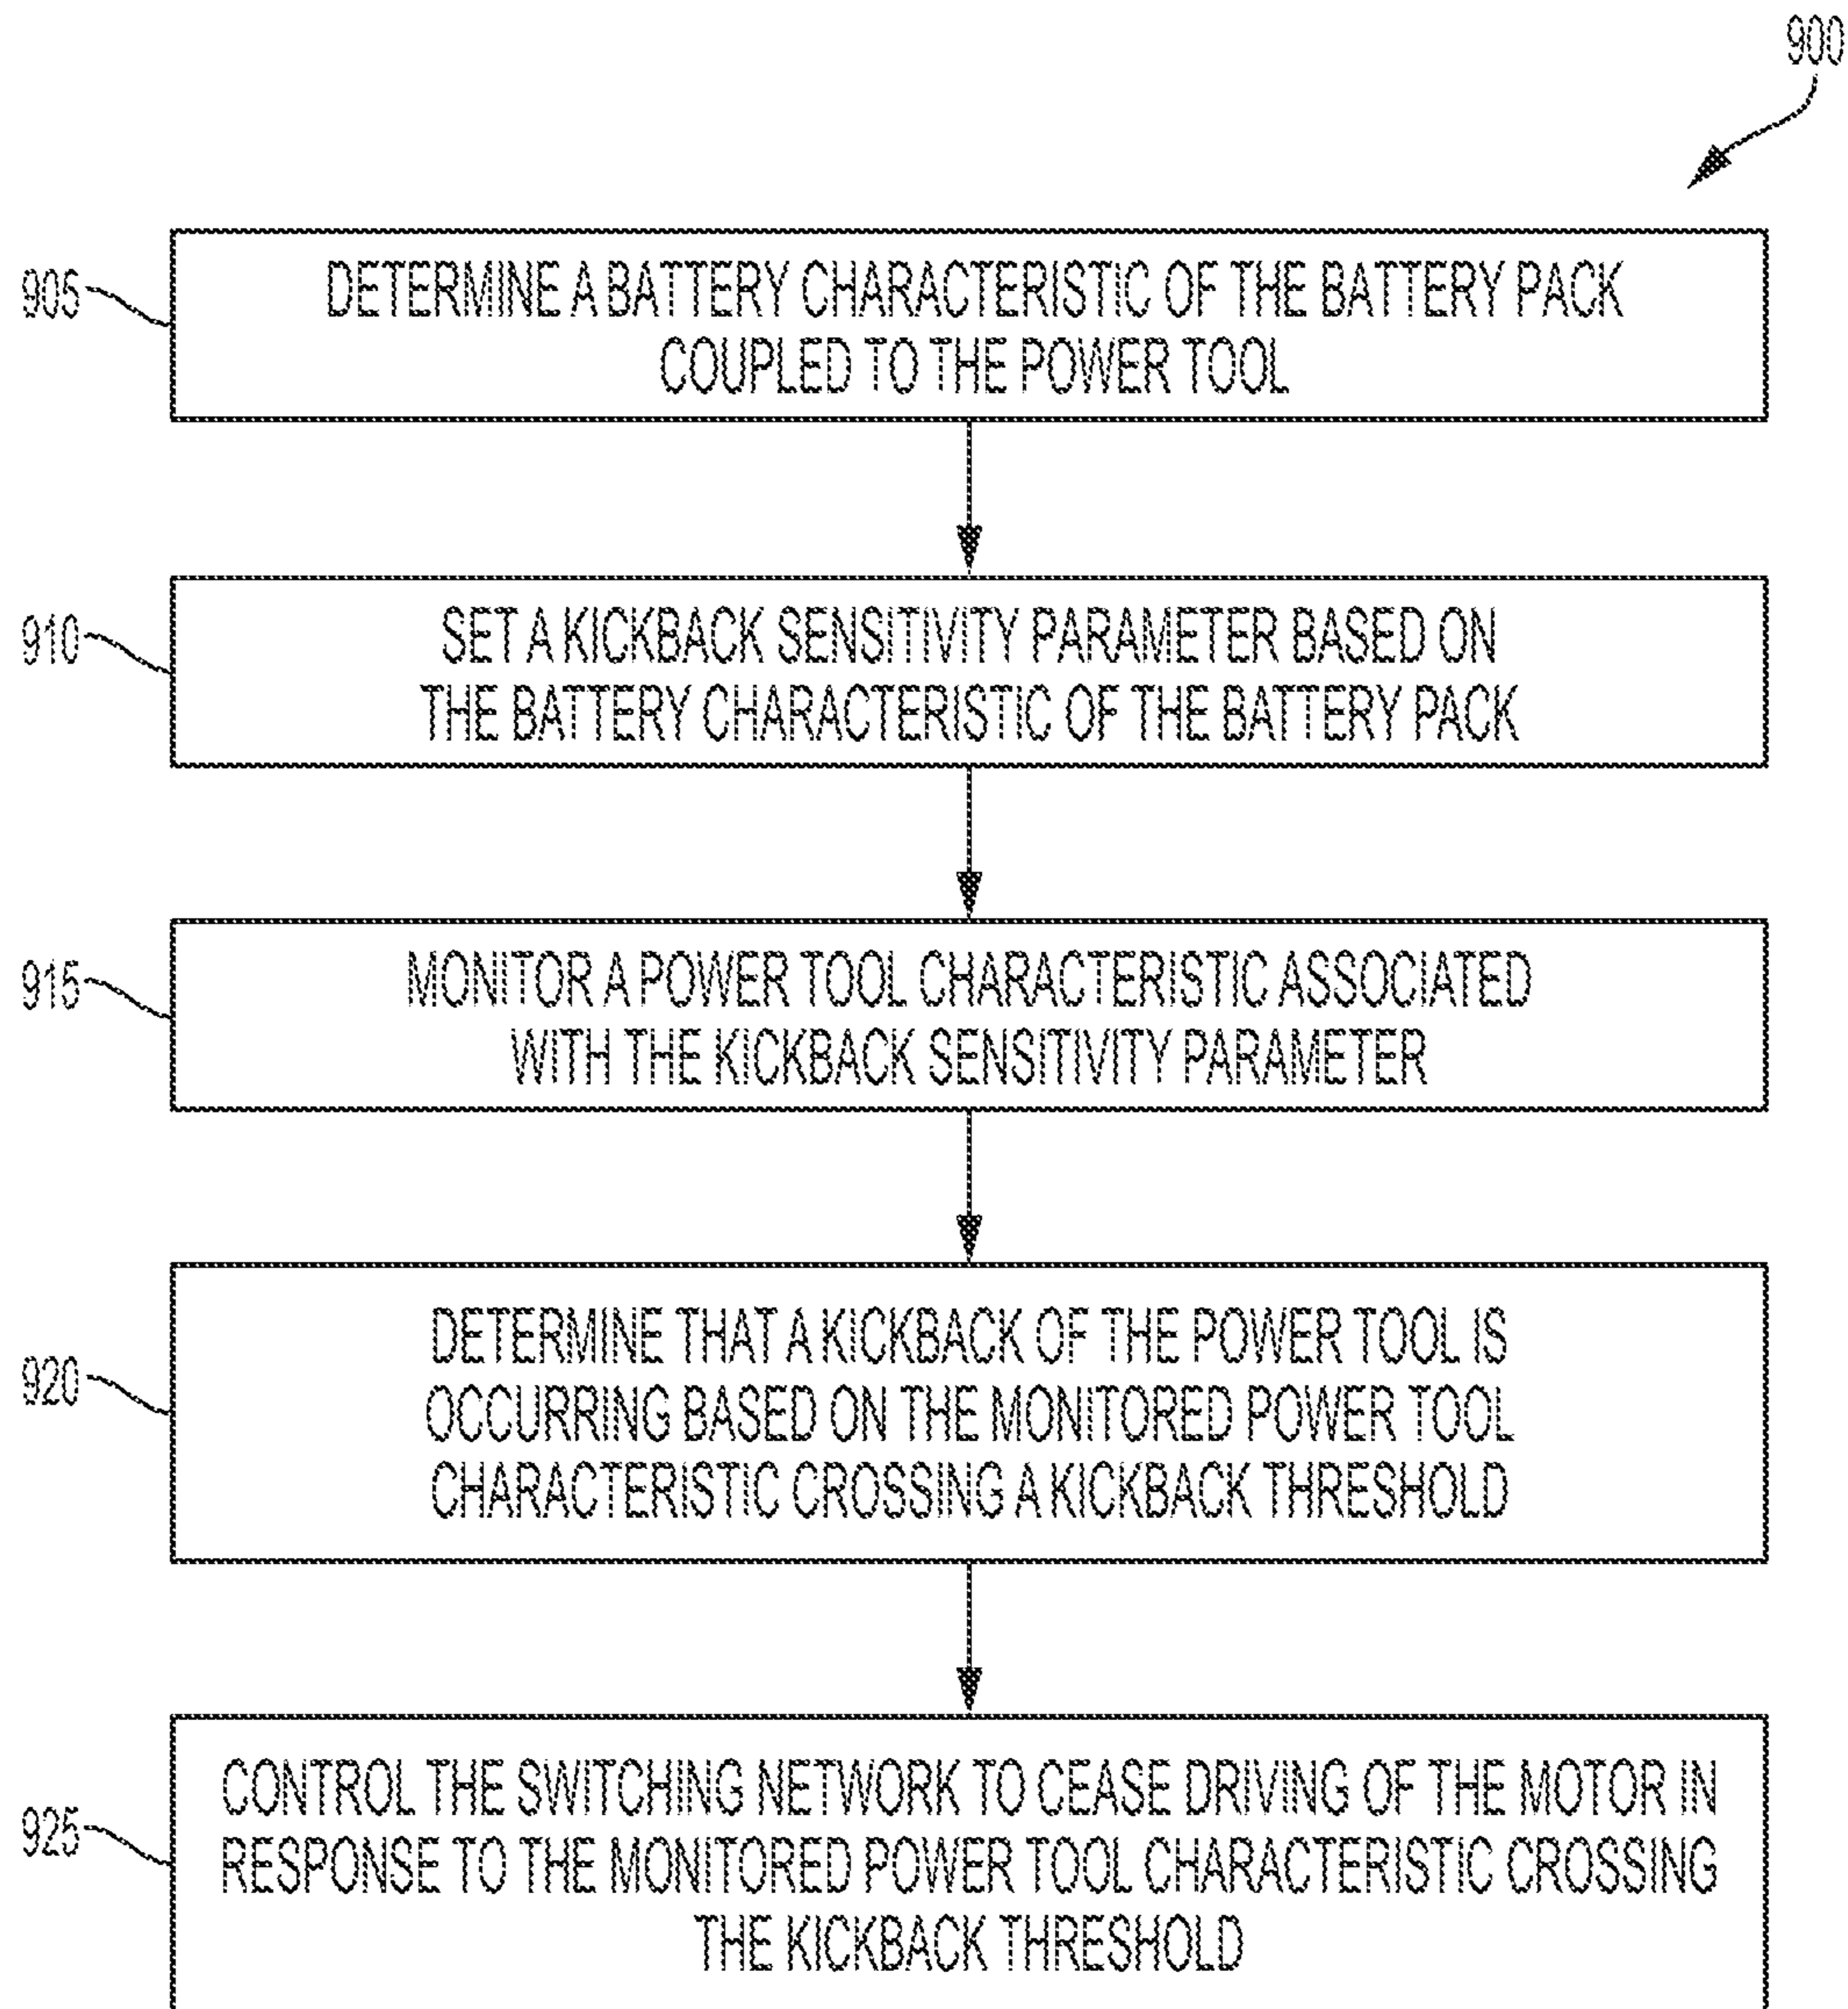 900
905
DETERMINE A BATTERY CHARACTERISTIC OF THE BATTERY PACK
COUPLED TO THE POWER TOOL
910
SET A KICKBACK SENSITIVITY PARAMETER BASED ON
THE BATTERY CHARACTERISTIC OF THE BATTERY PACK
915
MONITOR A POWER TOOL CHARACTERISTIC ASSOCIATED
WITH THE KICKBACK SENSITIVITY PARAMETER
920
DETERMINE THAT A KICKBACK OF THE POWER TOOL IS
OCCURRING BASED ON THE MONITORED POWER TOOL
CHARACTERISTIC CROSSING A KICKBACK THRESHOLD
925
CONTROL THE SWITCHING NETWORK TO CEASE DRIVING OF THE MOTOR IN
RESPONSE TO THE MONITORED POWER TOOL CHARACTERISTIC CROSSING
THE KICKBACK THRESHOLD